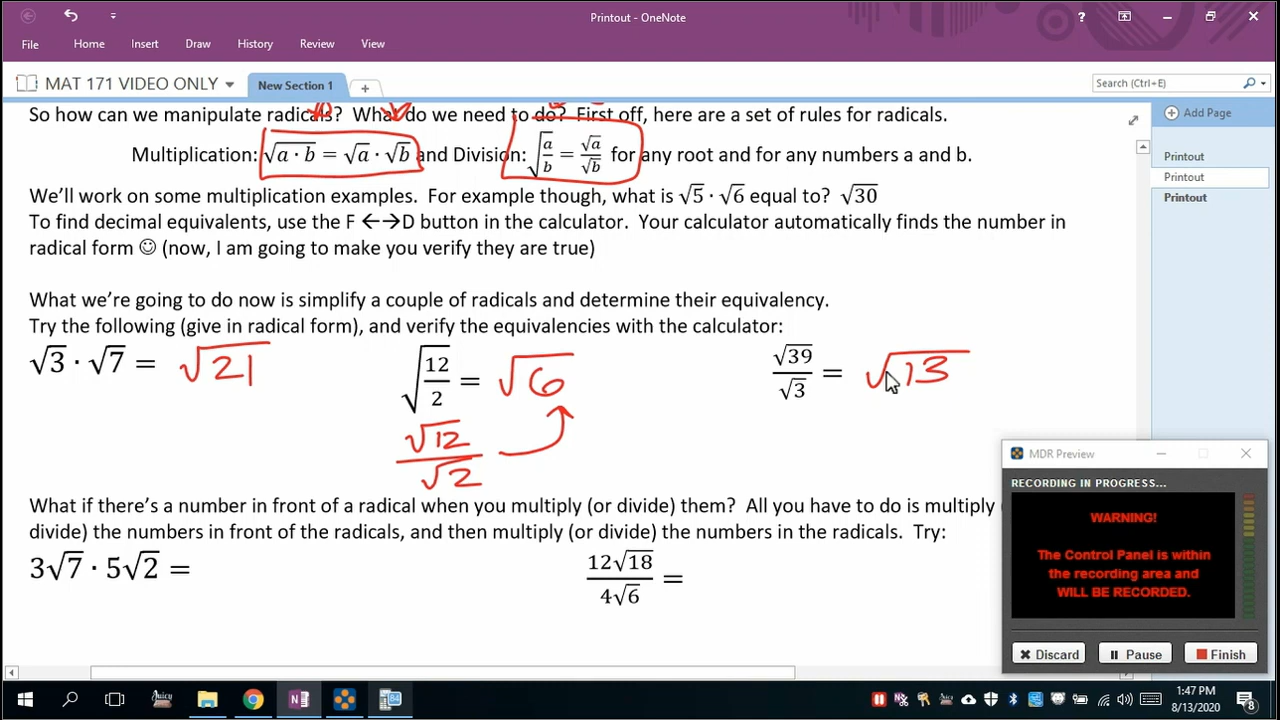 Printout - OneNote
?
File Home Insert Draw History Review View
MAT 171 VIDEO ONLY
New Section 1
+
Search (Ctrl+E)
So how can we manipulate radicals? What do we need to do? First off, here are a set of rules for radicals.
Multiplication: √(a · b) = √a · √b and Division: √(a/b) = √a/√b for any root and for any numbers a and b.
We'll work on some multiplication examples. For example though, what is √5 · √6 equal to? √30
To find decimal equivalents, use the F ←→D button in the calculator. Your calculator automatically finds the number in
radical form ☺ (now, I am going to make you verify they are true)
What we're going to do now is simplify a couple of radicals and determine their equivalency.
Try the following (give in radical form), and verify the equivalencies with the calculator:
√3 · √7 = √21
√(12/2) = √6
√39/√3 = √13
√12/√2
What if there's a number in front of a radical when you multiply (or divide) them? All you have to do is multiply (
divide) the numbers in front of the radicals, and then multiply (or divide) the numbers in the radicals. Try:
3√7 · 5√2 =
12√18/4√6 =
Add Page
Printout
Printout
Printout
MDR Preview
RECORDING IN PROGRESS...
WARNING!
The Control Panel is within
the recording area and
WILL BE RECORDED.
Discard
Pause
Finish
1:47 PM
8/13/2020
8